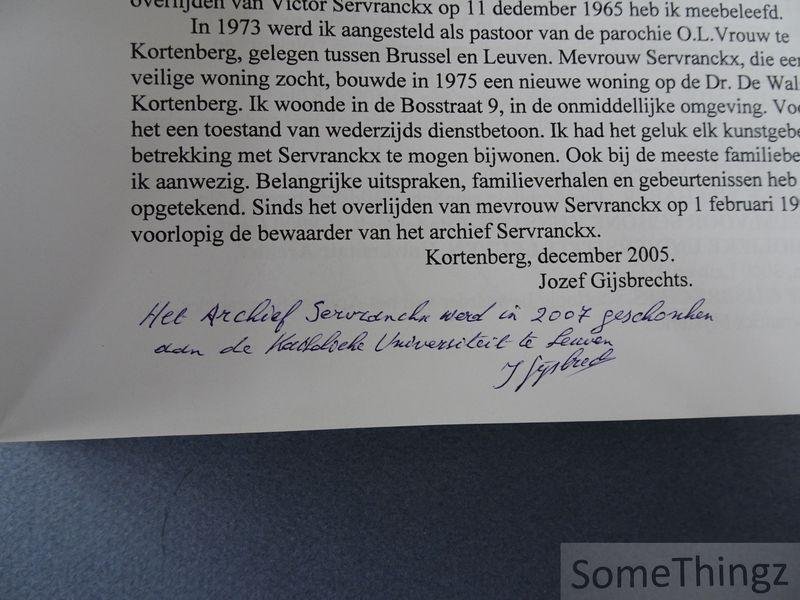 overlijden van Victor Servranckx op 11 dedember 1965 heb ik meebeleefd.
In 1973 werd ik aangesteld als pastoor van de parochie O.L.Vrouw te
Kortenberg, gelegen tussen Brussel en Leuven. Mevrouw Servranckx, die een
veilige woning zocht, bouwde in 1975 een nieuwe woning op de Dr. De Wal
Kortenberg. Ik woonde in de Bosstraat 9, in de onmiddellijke omgeving. Voo
het een toestand van wederzijds dienstbetoon. Ik had het geluk elk kunstgebe
betrekking met Servranckx te mogen bijwonen. Ook bij de meeste familiebe
ik aanwezig. Belangrijke uitspraken, familieverhalen en gebeurtenissen heb
opgetekend. Sinds het overlijden van mevrouw Servranckx op 1 februari 19
voorlopig de bewaarder van het archief Servranckx.
Kortenberg, december 2005.
Jozef Gijsbrechts.
Het Archief Servranckx werd in 2007 geschonken
aan de Katholieke Universiteit te Leuven
J Gijsbrech
SomeThingz